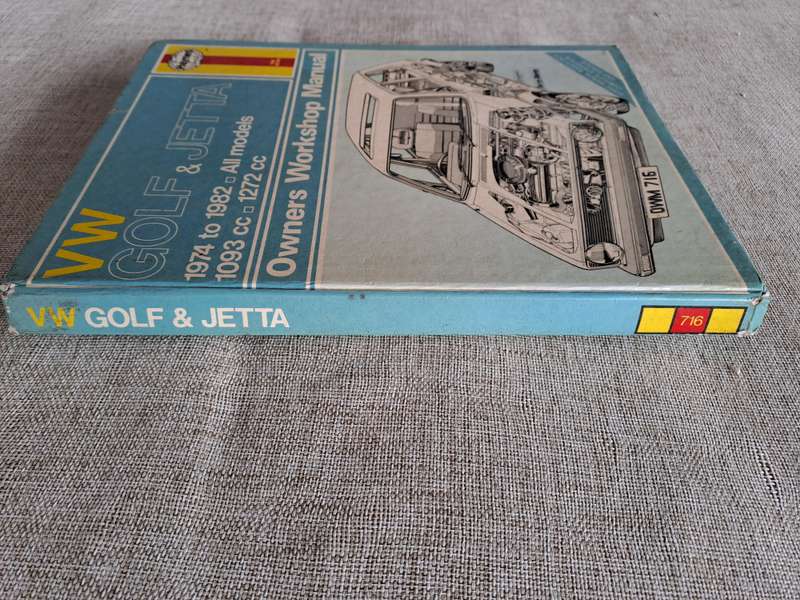 Haynes
VW
GOLF & JETTA
1974 to 1982 ▫ All models
1093 cc ▫ 1272 cc
Owners Workshop Manual
OWM 716
VW GOLF & JETTA
716